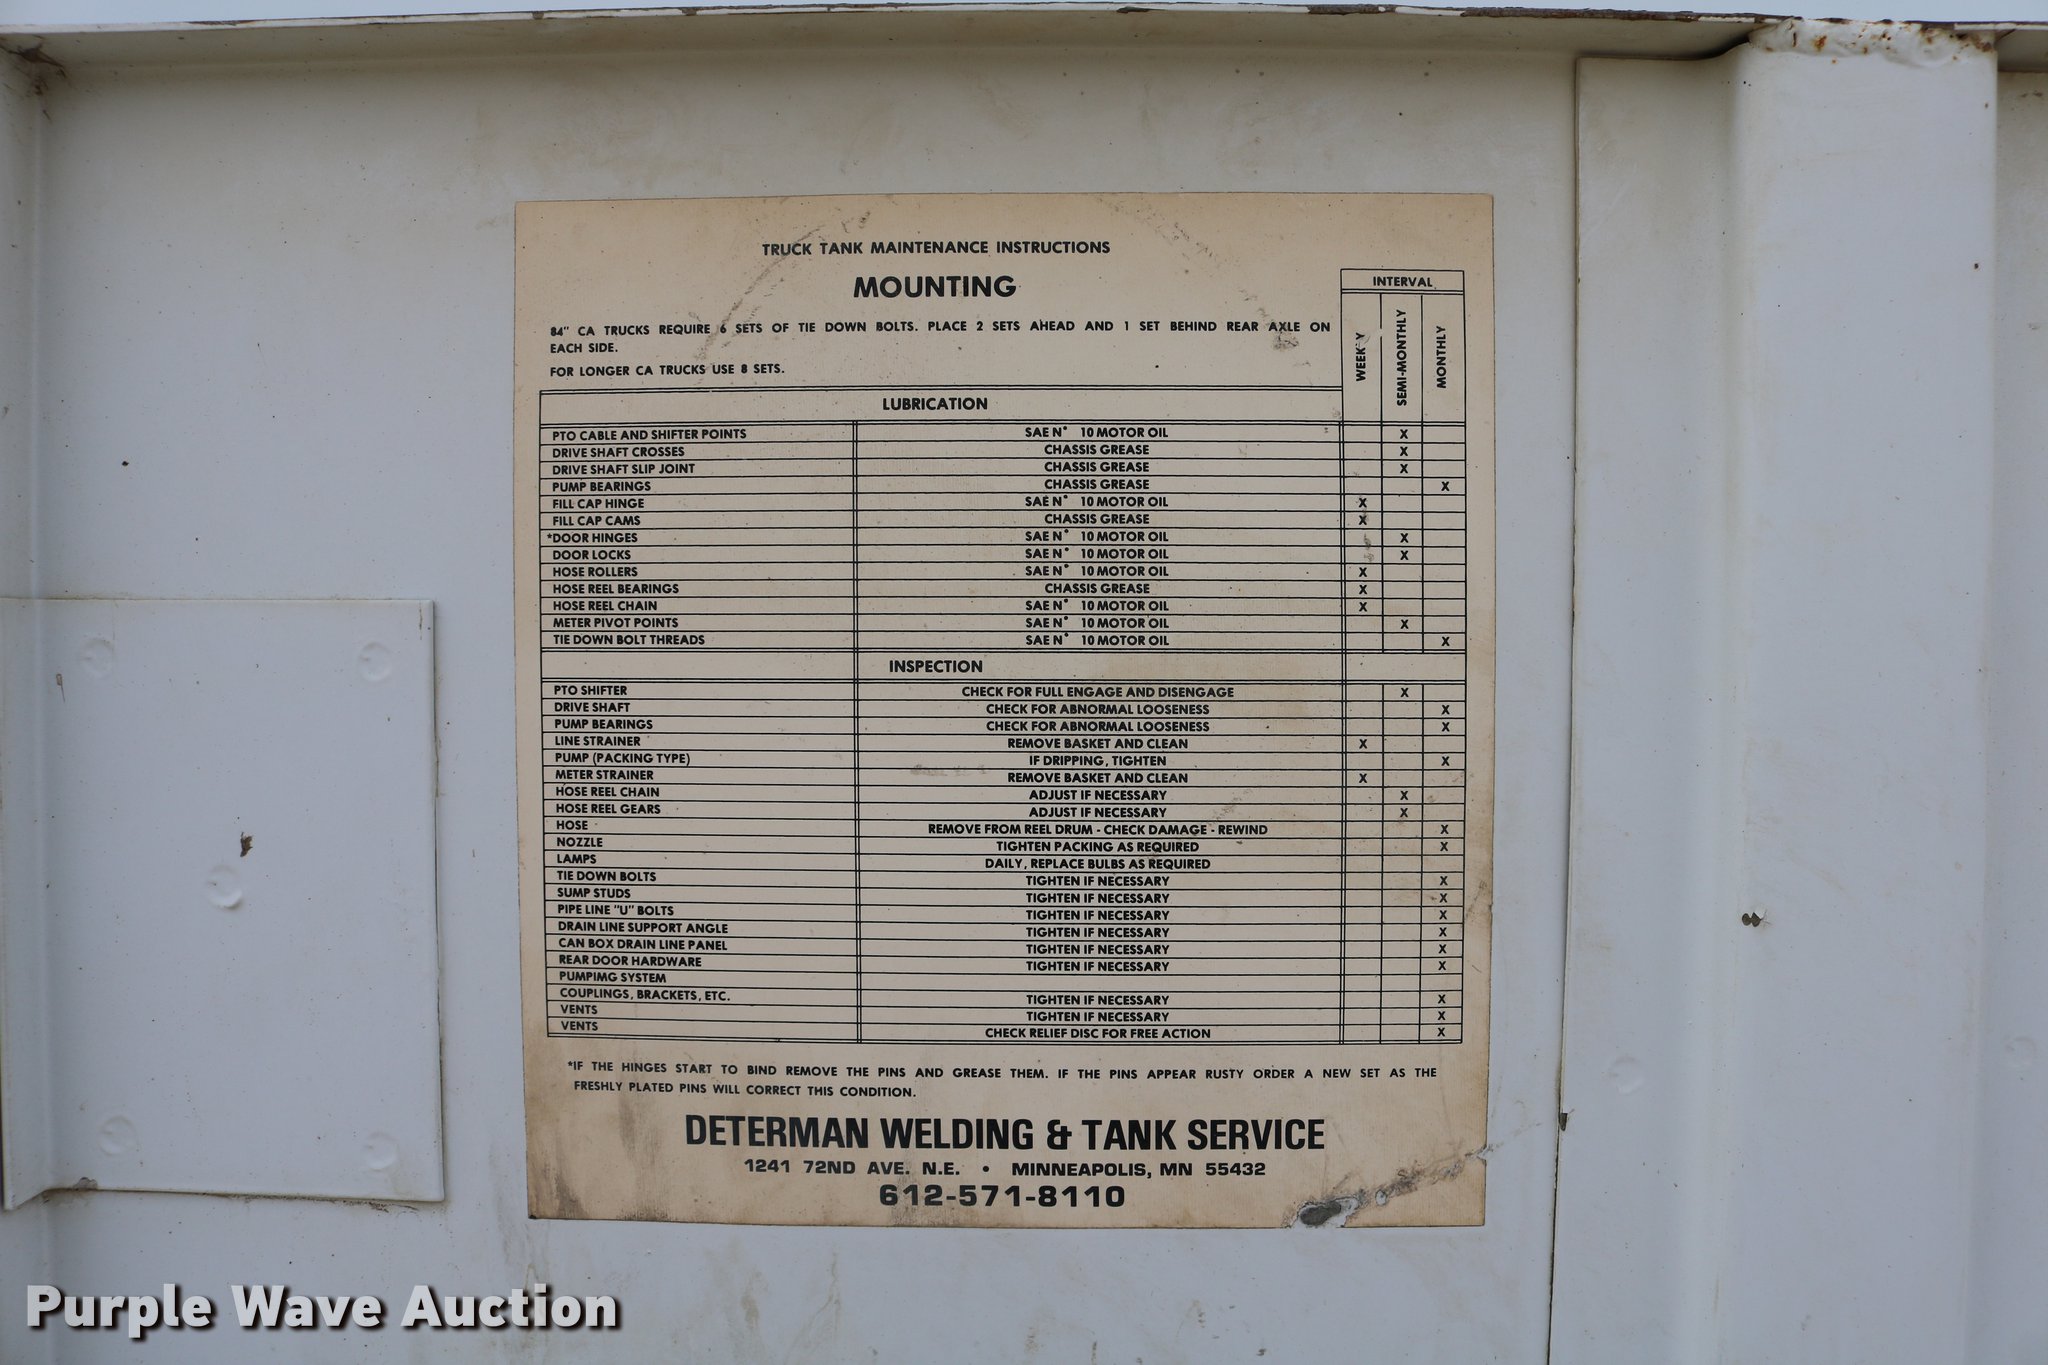 TRUCK TANK MAINTENANCE INSTRUCTIONS
MOUNTING
INTERVAL
84" CA TRUCKS REQUIRE 6 SETS OF TIE DOWN BOLTS. PLACE 2 SETS AHEAD AND 1 SET BEHIND REAR AXLE ON
EACH SIDE.
FOR LONGER CA TRUCKS USE 8 SETS.
WEEKLY SEMI-MONTHLY MONTHLY
LUBRICATION
PTO CABLE AND SHIFTER POINTS SAE N° 10 MOTOR OIL X
DRIVE SHAFT CROSSES CHASSIS GREASE X
DRIVE SHAFT SLIP JOINT CHASSIS GREASE X
PUMP BEARINGS CHASSIS GREASE X
FILL CAP HINGE SAE N° 10 MOTOR OIL X
FILL CAP CAMS CHASSIS GREASE X
*DOOR HINGES SAE N° 10 MOTOR OIL X
DOOR LOCKS SAE N° 10 MOTOR OIL X
HOSE ROLLERS SAE N° 10 MOTOR OIL X
HOSE REEL BEARINGS CHASSIS GREASE X
HOSE REEL CHAIN SAE N° 10 MOTOR OIL X
METER PIVOT POINTS SAE N° 10 MOTOR OIL X
TIE DOWN BOLT THREADS SAE N° 10 MOTOR OIL X
INSPECTION
PTO SHIFTER CHECK FOR FULL ENGAGE AND DISENGAGE X
DRIVE SHAFT CHECK FOR ABNORMAL LOOSENESS X
PUMP BEARINGS CHECK FOR ABNORMAL LOOSENESS X
LINE STRAINER REMOVE BASKET AND CLEAN X
PUMP (PACKING TYPE) IF DRIPPING, TIGHTEN X
METER STRAINER REMOVE BASKET AND CLEAN X
HOSE REEL CHAIN ADJUST IF NECESSARY X
HOSE REEL GEARS ADJUST IF NECESSARY X
HOSE REMOVE FROM REEL DRUM - CHECK DAMAGE - REWIND X
NOZZLE TIGHTEN PACKING AS REQUIRED X
LAMPS DAILY, REPLACE BULBS AS REQUIRED
TIE DOWN BOLTS TIGHTEN IF NECESSARY X
SUMP STUDS TIGHTEN IF NECESSARY X
PIPE LINE "U" BOLTS TIGHTEN IF NECESSARY X
DRAIN LINE SUPPORT ANGLE TIGHTEN IF NECESSARY X
CAN BOX DRAIN LINE PANEL TIGHTEN IF NECESSARY X
REAR DOOR HARDWARE TIGHTEN IF NECESSARY X
PUMPIMG SYSTEM
COUPLINGS, BRACKETS, ETC. TIGHTEN IF NECESSARY X
VENTS TIGHTEN IF NECESSARY X
VENTS CHECK RELIEF DISC FOR FREE ACTION X
*IF THE HINGES START TO BIND REMOVE THE PINS AND GREASE THEM. IF THE PINS APPEAR RUSTY ORDER A NEW SET AS THE
FRESHLY PLATED PINS WILL CORRECT THIS CONDITION.
DETERMAN WELDING & TANK SERVICE
1241 72ND AVE. N.E. • MINNEAPOLIS, MN 55432
612-571-8110
Purple Wave Auction